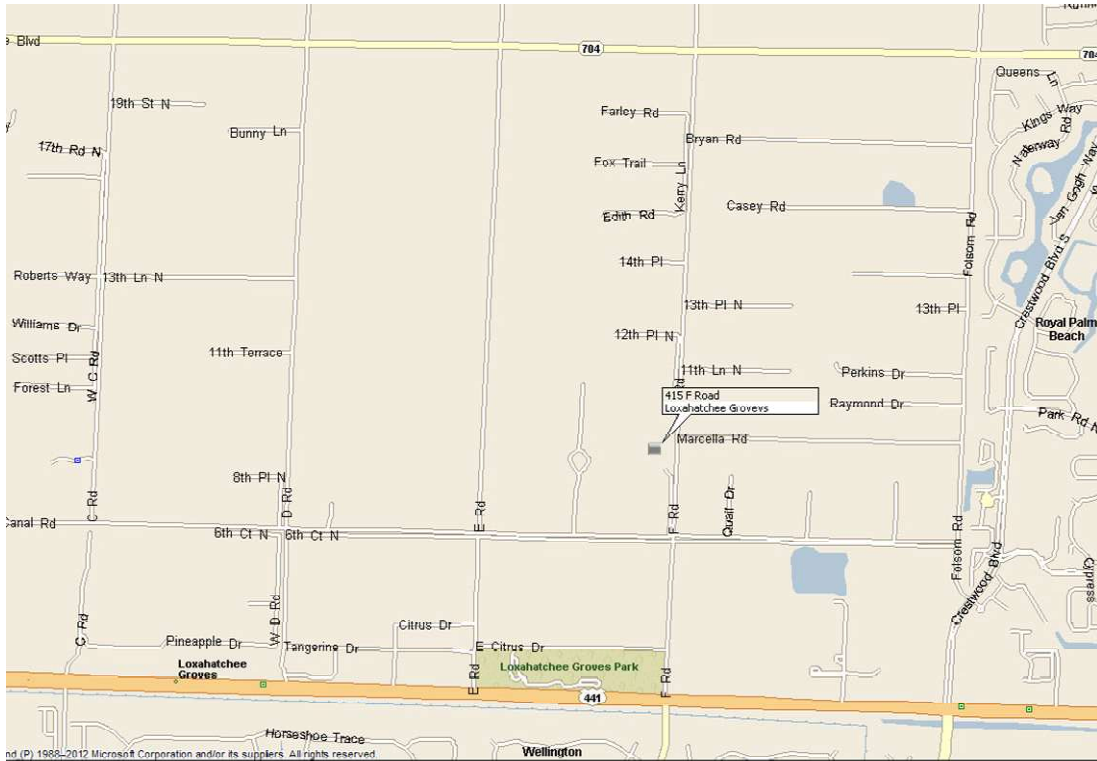 e Blvd
704
704
Queens Ln
19th St N
Farley Rd
Kings Way
Bunny Ln
Bryan Rd
Rd
17th Rd N
Fox Trail
Kerry Ln
Van Gogh Way
Casey Rd
Edith Rd
Folsom Rd
Crestwood Blvd S
14th Pl
Roberts Way
13th Ln N
13th Pl N
13th Pl
Williams Dr
12th Pl N
Royal Palm
Beach
11th Terrace
Scotts Pl
W C Rd
11th Ln N
Perkins Dr
Forest Ln
Rd
415 F Road
Loxahatchee Grovevs
Raymond Dr
Park Rd N
Marcella Rd
8th Pl N
C Rd
D Rd
E Rd
F Rd
Quail Dr
Canal Rd
6th Ct N
6th Ct N
Folsom Rd
Crestwood Blvd
Cypress
W D Rd
C Rd
Citrus Dr
Pineapple Dr
Tangerine Dr
E Citrus Dr
Loxahatchee
Groves
Loxahatchee Groves Park
E Rd
F Rd
441
Horseshoe Trace
Wellington
nd (P) 1988–2012 Microsoft Corporation and/or its suppliers. All rights reserved.